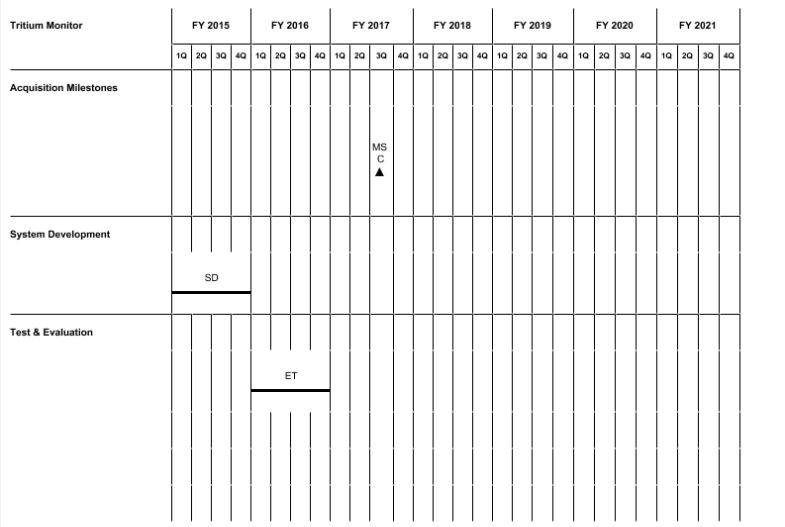 Tritium Monitor FY 2015 FY 2016 FY 2017 FY 2018 FY 2019 FY 2020 FY 2021
1Q 2Q 3Q 4Q 1Q 2Q 3Q 4Q 1Q 2Q 3Q 4Q 1Q 2Q 3Q 4Q 1Q 2Q 3Q 4Q 1Q 2Q 3Q 4Q 1Q 2Q 3Q 4Q
Acquisition Milestones
MS
C
System Development
SD
Test & Evaluation
ET